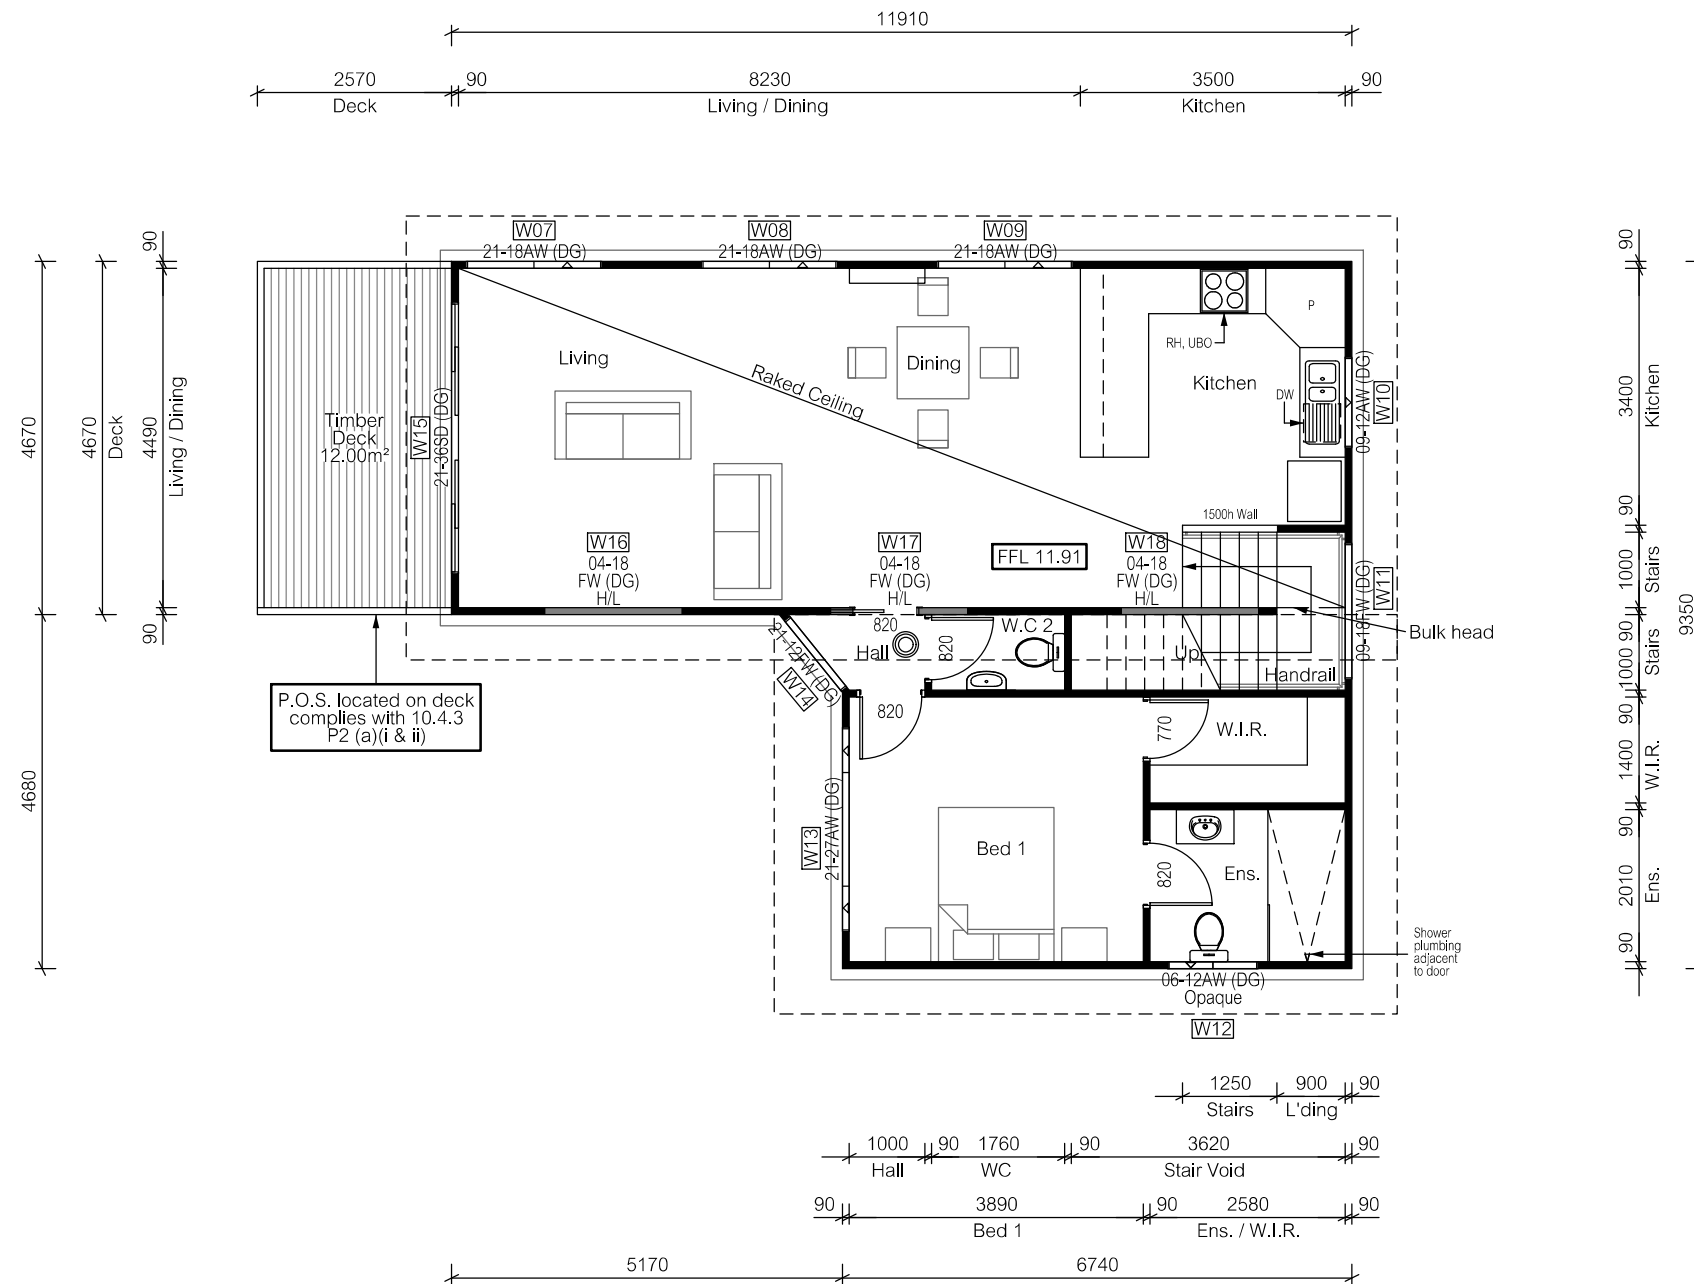 11910
2570
90
8230
3500
90
Deck
Living / Dining
Kitchen
W07
21-18AW (DG)
W08
21-18AW (DG)
W09
21-18AW (DG)
90
4670
4670
Deck
4490
Living / Dining
90
4680
Timber
Deck
12.00m²
W15
21-36SD (DG)
Living
Raked Ceiling
Dining
RH, UBO
P
Kitchen
DW
09-12AW (DG)
W10
1500h Wall
W16
04-18
FW (DG)
H/L
W17
04-18
FW (DG)
H/L
FFL 11.91
W18
04-18
FW (DG)
H/L
W11
09-18FW (DG)
Bulk head
820
Hall
820
W.C 2
Up
Handrail
21-12FW (DG)
W14
P.O.S. located on deck
complies with 10.4.3
P2 (a)(i & ii)
820
770
W.I.R.
W13
21-27AW (DG)
Bed 1
820
Ens.
Shower
plumbing
adjacent
to door
06-12AW (DG)
Opaque
W12
90
3400
Kitchen
90
1000
Stairs
90
1000
Stairs
90
1400
W.I.R.
90
2010
Ens.
90
9350
1250
900
90
Stairs
L'ding
1000
90
1760
90
3620
90
Hall
WC
Stair Void
90
3890
90
2580
90
Bed 1
Ens. / W.I.R.
5170
6740